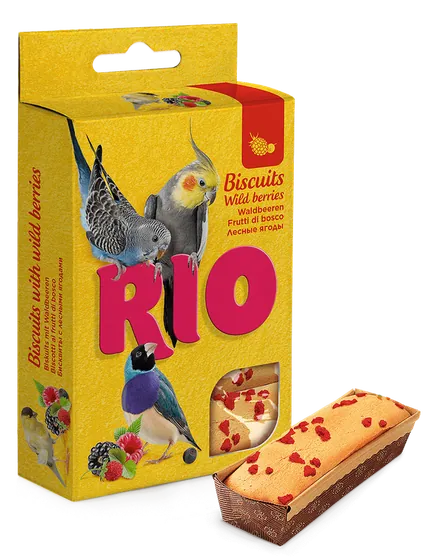 Biscuits
Wild berries
Waldbeeren
Frutti di bosco
Лесные ягоды
RIO
Biscuits with wild berries
Biskuits mit Waldbeeren
Biscotti ai frutti di bosco
Бисквиты с лесными ягодами